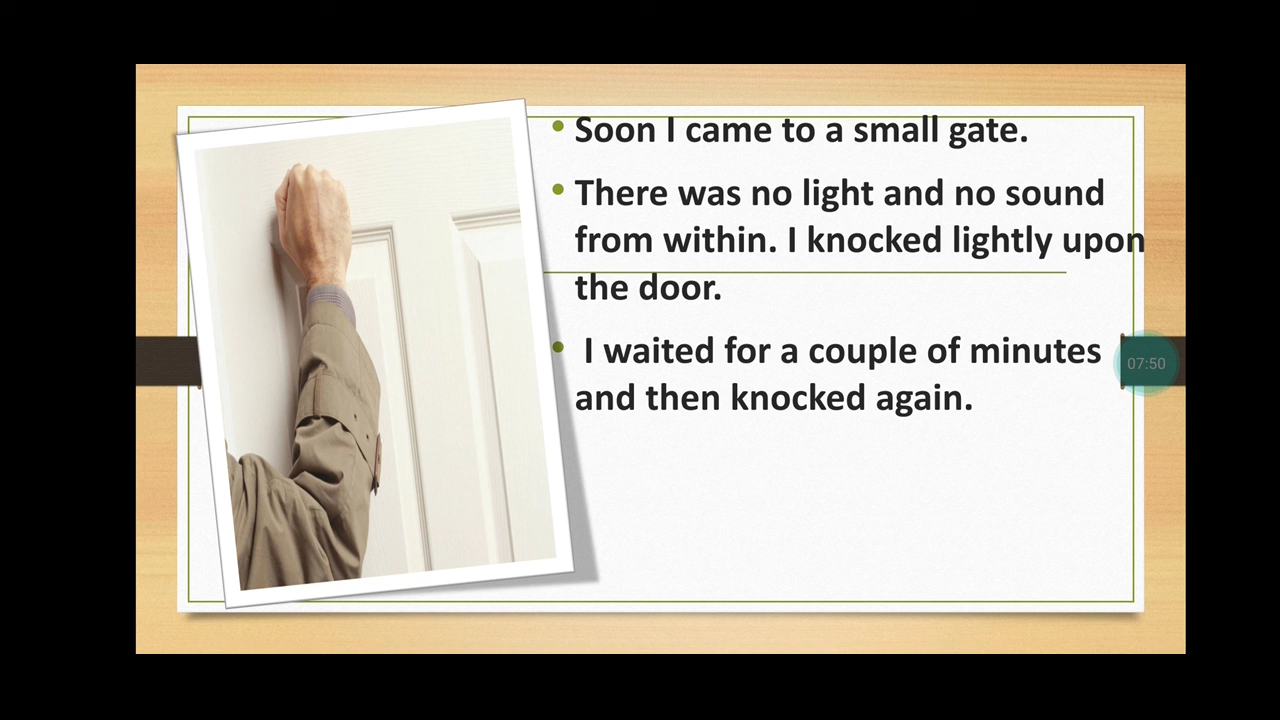 • Soon I came to a small gate.
• There was no light and no sound
from within. I knocked lightly upon
the door.
• I waited for a couple of minutes
and then knocked again.
07:50